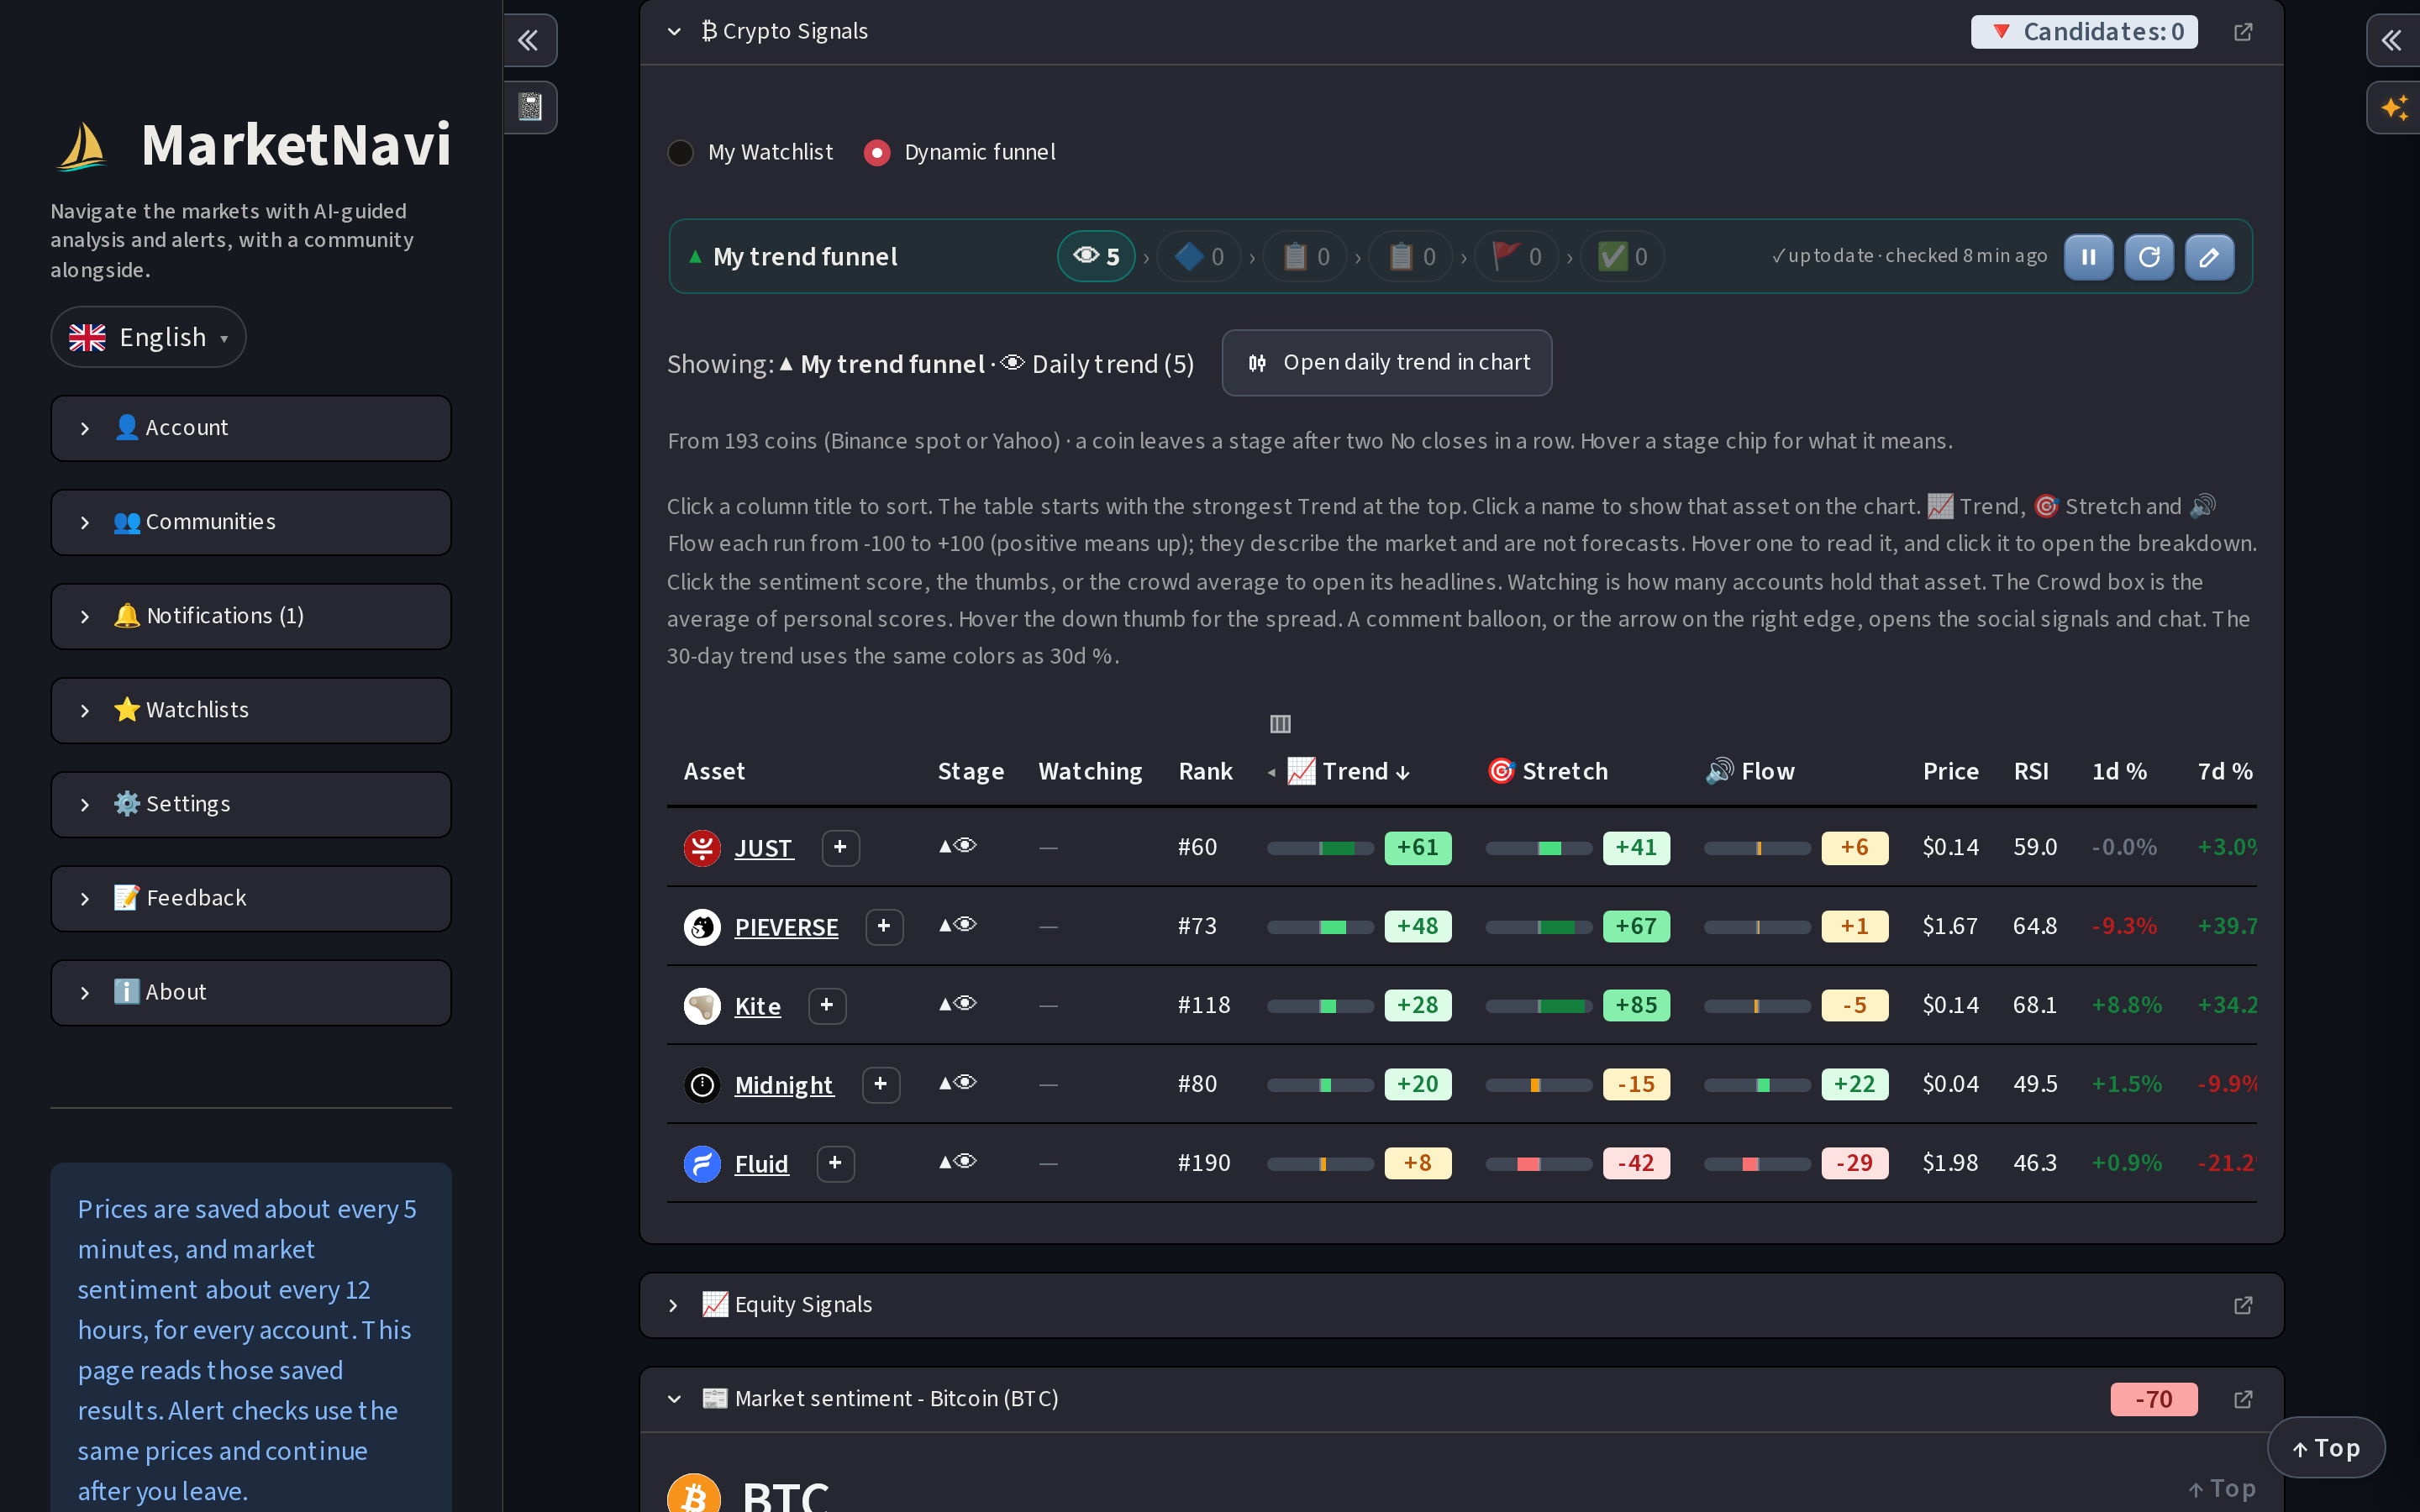 MarketNavi
Navigate the markets with AI-guided
analysis and alerts, with a community
alongside.
English
Account
Communities
Notifications (1)
Watchlists
Settings
Feedback
About
Prices are saved about every 5
minutes, and market
sentiment about every 12
hours, for every account. This
page reads those saved
results. Alert checks use the
same prices and continue
after you leave.
Crypto Signals
Candidates: 0
My Watchlist Dynamic funnel
My trend funnel 5 › 0 › 0 › 0 › 0 › 0 ✓ up to date · checked 8 min ago
Showing: ▲ My trend funnel · Daily trend (5) Open daily trend in chart
From 193 coins (Binance spot or Yahoo) · a coin leaves a stage after two No closes in a row. Hover a stage chip for what it means.
Click a column title to sort. The table starts with the strongest Trend at the top. Click a name to show that asset on the chart. 📈 Trend, 🎯 Stretch and 🔊
Flow each run from -100 to +100 (positive means up); they describe the market and are not forecasts. Hover one to read it, and click it to open the breakdown.
Click the sentiment score, the thumbs, or the crowd average to open its headlines. Watching is how many accounts hold that asset. The Crowd box is the
average of personal scores. Hover the down thumb for the spread. A comment balloon, or the arrow on the right edge, opens the social signals and chat. The
30-day trend uses the same colors as 30d %.
Asset Stage Watching Rank Trend ↓ Stretch Flow Price RSI 1d % 7d %
JUST + — #60 +61 +41 +6 $0.14 59.0 -0.0% +3.0%
PIEVERSE + — #73 +48 +67 +1 $1.67 64.8 -9.3% +39.7
Kite + — #118 +28 +85 -5 $0.14 68.1 +8.8% +34.2
Midnight + — #80 +20 -15 +22 $0.04 49.5 +1.5% -9.9%
Fluid + — #190 +8 -42 -29 $1.98 46.3 +0.9% -21.2
Equity Signals
Market sentiment - Bitcoin (BTC) -70
BTC
↑ Top
↑ Top